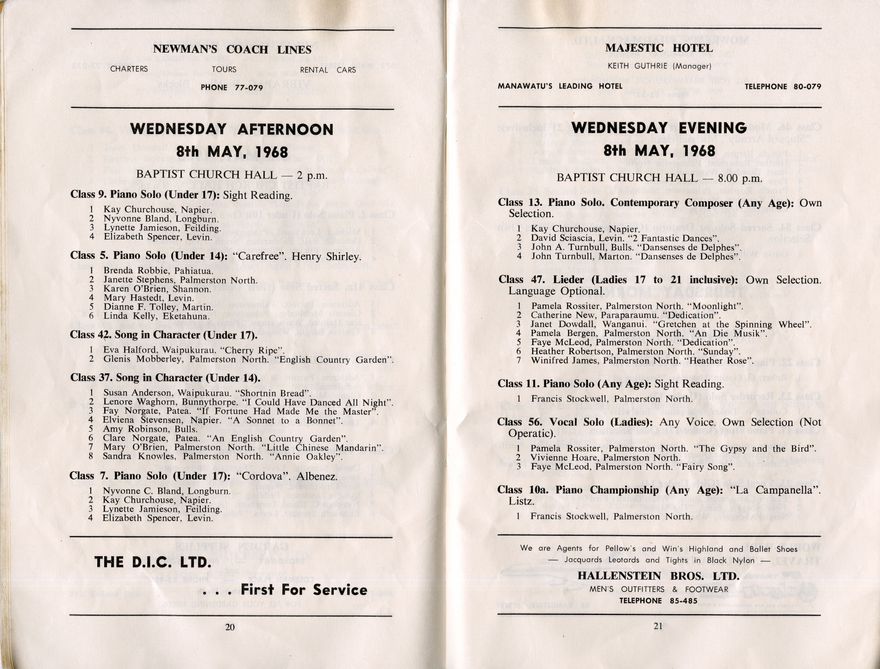 NEWMAN'S COACH LINES
CHARTERS TOURS RENTAL CARS
PHONE 77-079
WEDNESDAY AFTERNOON
8th MAY, 1968
BAPTIST CHURCH HALL — 2 p.m.
Class 9. Piano Solo (Under 17): Sight Reading.
1 Kay Churchouse, Napier.
2 Nyvonne Bland, Longburn.
3 Lynette Jamieson, Feilding.
4 Elizabeth Spencer, Levin.
Class 5. Piano Solo (Under 14): "Carefree". Henry Shirley.
1 Brenda Robbie, Pahiatua.
2 Janette Stephens, Palmerston North.
3 Karen O'Brien, Shannon.
4 Mary Hastedt, Levin.
5 Dianne F. Tolley, Martin.
6 Linda Kelly, Eketahuna.
Class 42. Song in Character (Under 17).
1 Eva Halford, Waipukurau. "Cherry Ripe".
2 Glenis Mobberley, Palmerston North. "English Country Garden".
Class 37. Song in Character (Under 14).
1 Susan Anderson, Waipukurau. "Shortnin Bread".
2 Lenore Waghorn, Bunnythorpe. "I Could Have Danced All Night".
3 Fay Norgate, Patea. "If Fortune Had Made Me the Master".
4 Elviena Stevensen, Napier. "A Sonnet to a Bonnet".
5 Amy Robinson, Bulls.
6 Clare Norgate, Patea. "An English Country Garden".
7 Mary O'Brien, Palmerston North. "Little Chinese Mandarin".
8 Sandra Knowles, Palmerston North. "Annie Oakley".
Class 7. Piano Solo (Under 17): "Cordova". Albenez.
1 Nyvonne C. Bland, Longburn.
2 Kay Churchouse, Napier.
3 Lynette Jamieson, Feilding.
4 Elizabeth Spencer, Levin.
THE D.I.C. LTD.
. . . First For Service
20
MAJESTIC HOTEL
KEITH GUTHRIE (Manager)
MANAWATU'S LEADING HOTEL TELEPHONE 80-079
WEDNESDAY EVENING
8th MAY, 1968
BAPTIST CHURCH HALL — 8.00 p.m.
Class 13. Piano Solo. Contemporary Composer (Any Age): Own
Selection.
1 Kay Churchouse, Napier.
2 David Sciascia, Levin. "2 Fantastic Dances".
3 John A. Turnbull, Bulls. "Dansenses de Delphes".
4 John Turnbull, Marton. "Dansenses de Delphes".
Class 47. Lieder (Ladies 17 to 21 inclusive): Own Selection.
Language Optional.
1 Pamela Rossiter, Palmerston North. "Moonlight".
2 Catherine New, Paraparaumu. "Dedication".
3 Janet Dowdall, Wanganui. "Gretchen at the Spinning Wheel".
4 Pamela Bergen, Palmerston North. "An Die Musik".
5 Faye McLeod, Palmerston North. "Dedication".
6 Heather Robertson, Palmerston North. "Sunday".
7 Winifred James, Palmerston North. "Heather Rose".
Class 11. Piano Solo (Any Age): Sight Reading.
1 Francis Stockwell, Palmerston North.
Class 56. Vocal Solo (Ladies): Any Voice. Own Selection (Not
Operatic).
1 Pamela Rossiter, Palmerston North. "The Gypsy and the Bird".
2 Vivienne Hoare, Palmerston North.
3 Faye McLeod, Palmerston North. "Fairy Song".
Class 10a. Piano Championship (Any Age): "La Campanella".
Listz.
1 Francis Stockwell, Palmerston North.
We are Agents for Pellow's and Win's Highland and Ballet Shoes
— Jacquards Leotards and Tights in Black Nylon —
HALLENSTEIN BROS. LTD.
MEN'S OUTFITTERS & FOOTWEAR
TELEPHONE 85-485
21